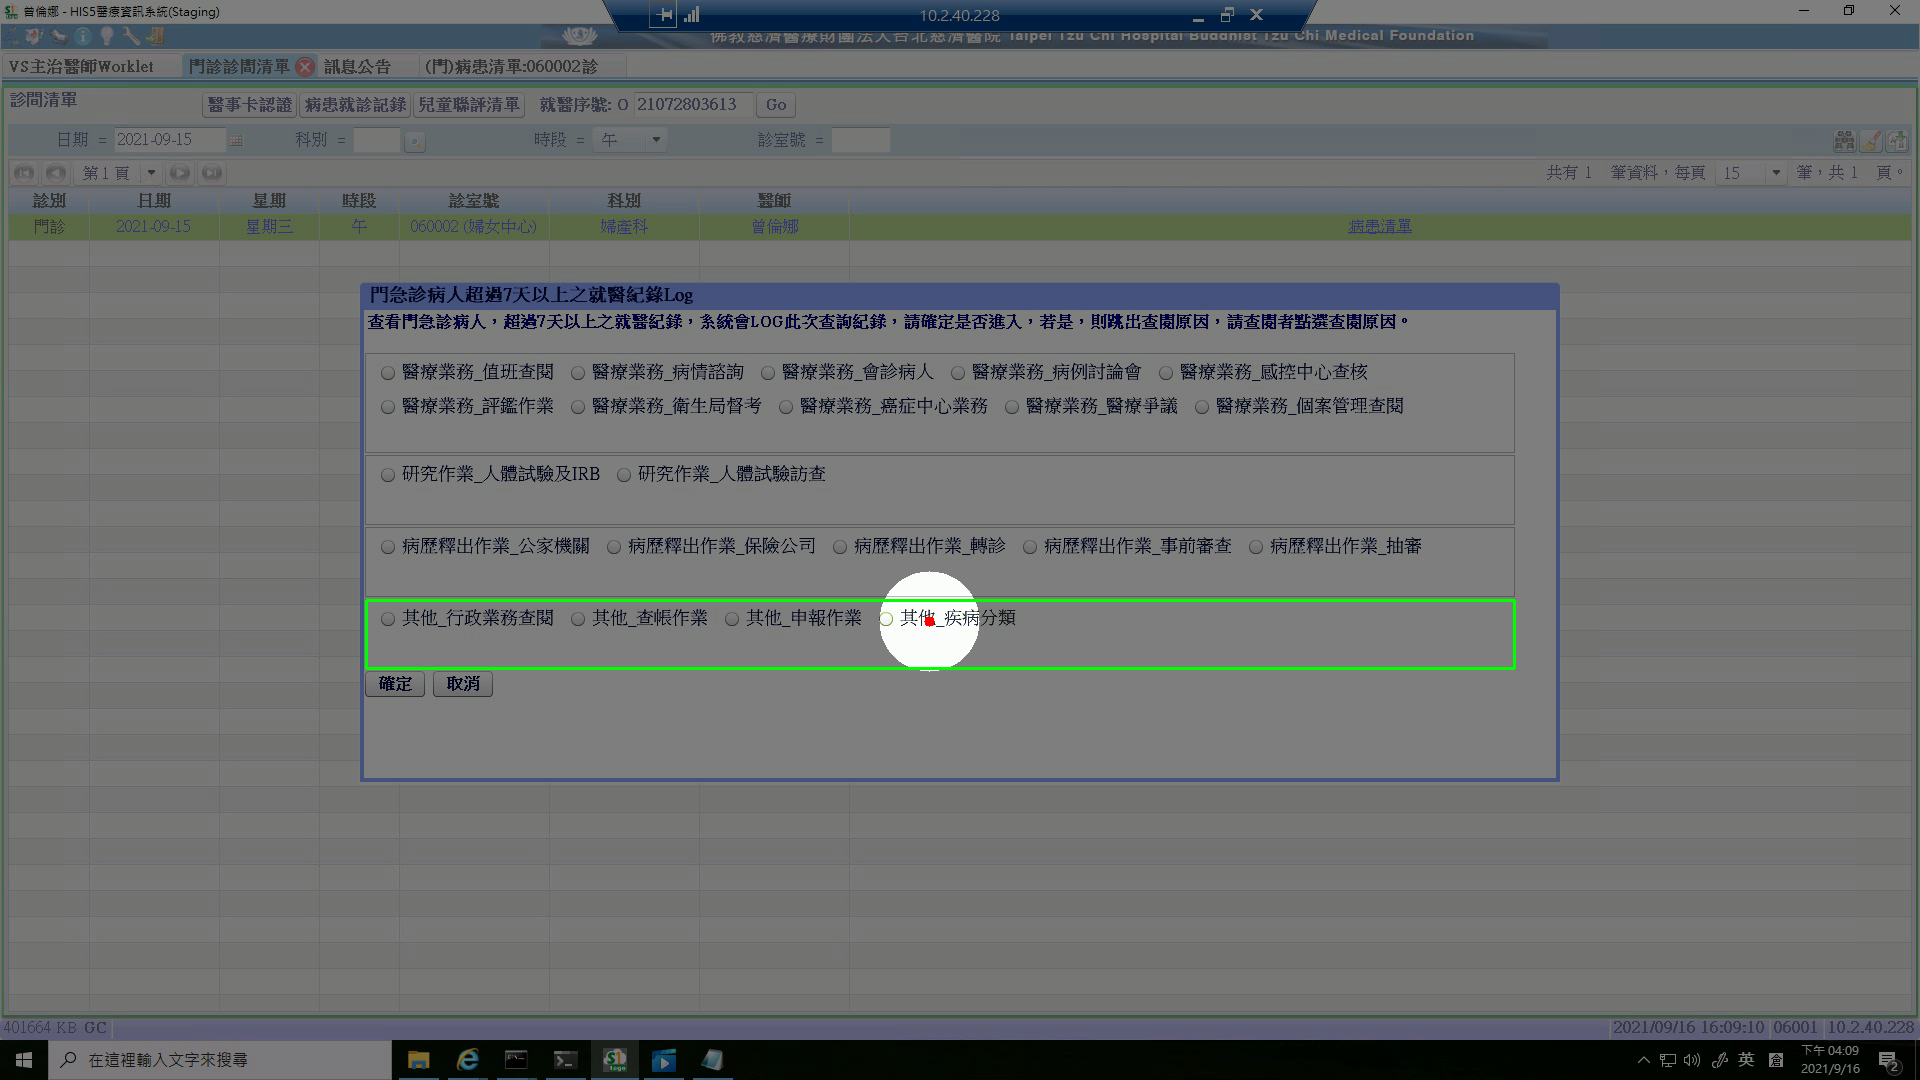 曾倫娜 - HIS5醫療資訊系統(Staging)
10.2.40.228
佛教慈濟醫療財團法人台北慈濟醫院 Taipei Tzu Chi Hospital Buddhist Tzu Chi Medical Foundation
VS主治醫師Worklet 門診診間清單 訊息公告 (門)病患清單:060002診
診間清單 醫事卡認證 病患就診記錄 兒童聯評清單 就醫序號: O 21072803613 Go
日期 = 2021-09-15 科別 = 時段 = 午 診室號 =
第1頁 共有 1 筆資料，每頁 15 筆，共 1 頁。
診別 日期 星期 時段 診室號 科別 醫師
門診 2021-09-15 星期三 午 060002 (婦女中心) 婦產科 曾倫娜 病患清單
門急診病人超過7天以上之就醫紀錄Log
查看門急診病人，超過7天以上之就醫紀錄，系統會LOG此次查詢紀錄，請確定是否進入，若是，則跳出查閱原因，請查閱者點選查閱原因。
醫療業務_值班查閱 醫療業務_病情諮詢 醫療業務_會診病人 醫療業務_病例討論會 醫療業務_感控中心查核
醫療業務_評鑑作業 醫療業務_衛生局督考 醫療業務_癌症中心業務 醫療業務_醫療爭議 醫療業務_個案管理查閱
研究作業_人體試驗及IRB 研究作業_人體試驗訪查
病歷釋出作業_公家機關 病歷釋出作業_保險公司 病歷釋出作業_轉診 病歷釋出作業_事前審查 病歷釋出作業_抽審
其他_行政業務查閱 其他_查帳作業 其他_申報作業 其他_疾病分類
確定 取消
401664 KB GC 2021/09/16 16:09:10 06001 10.2.40.228
在這裡輸入文字來搜尋 英 下午 04:09
2021/9/16 2